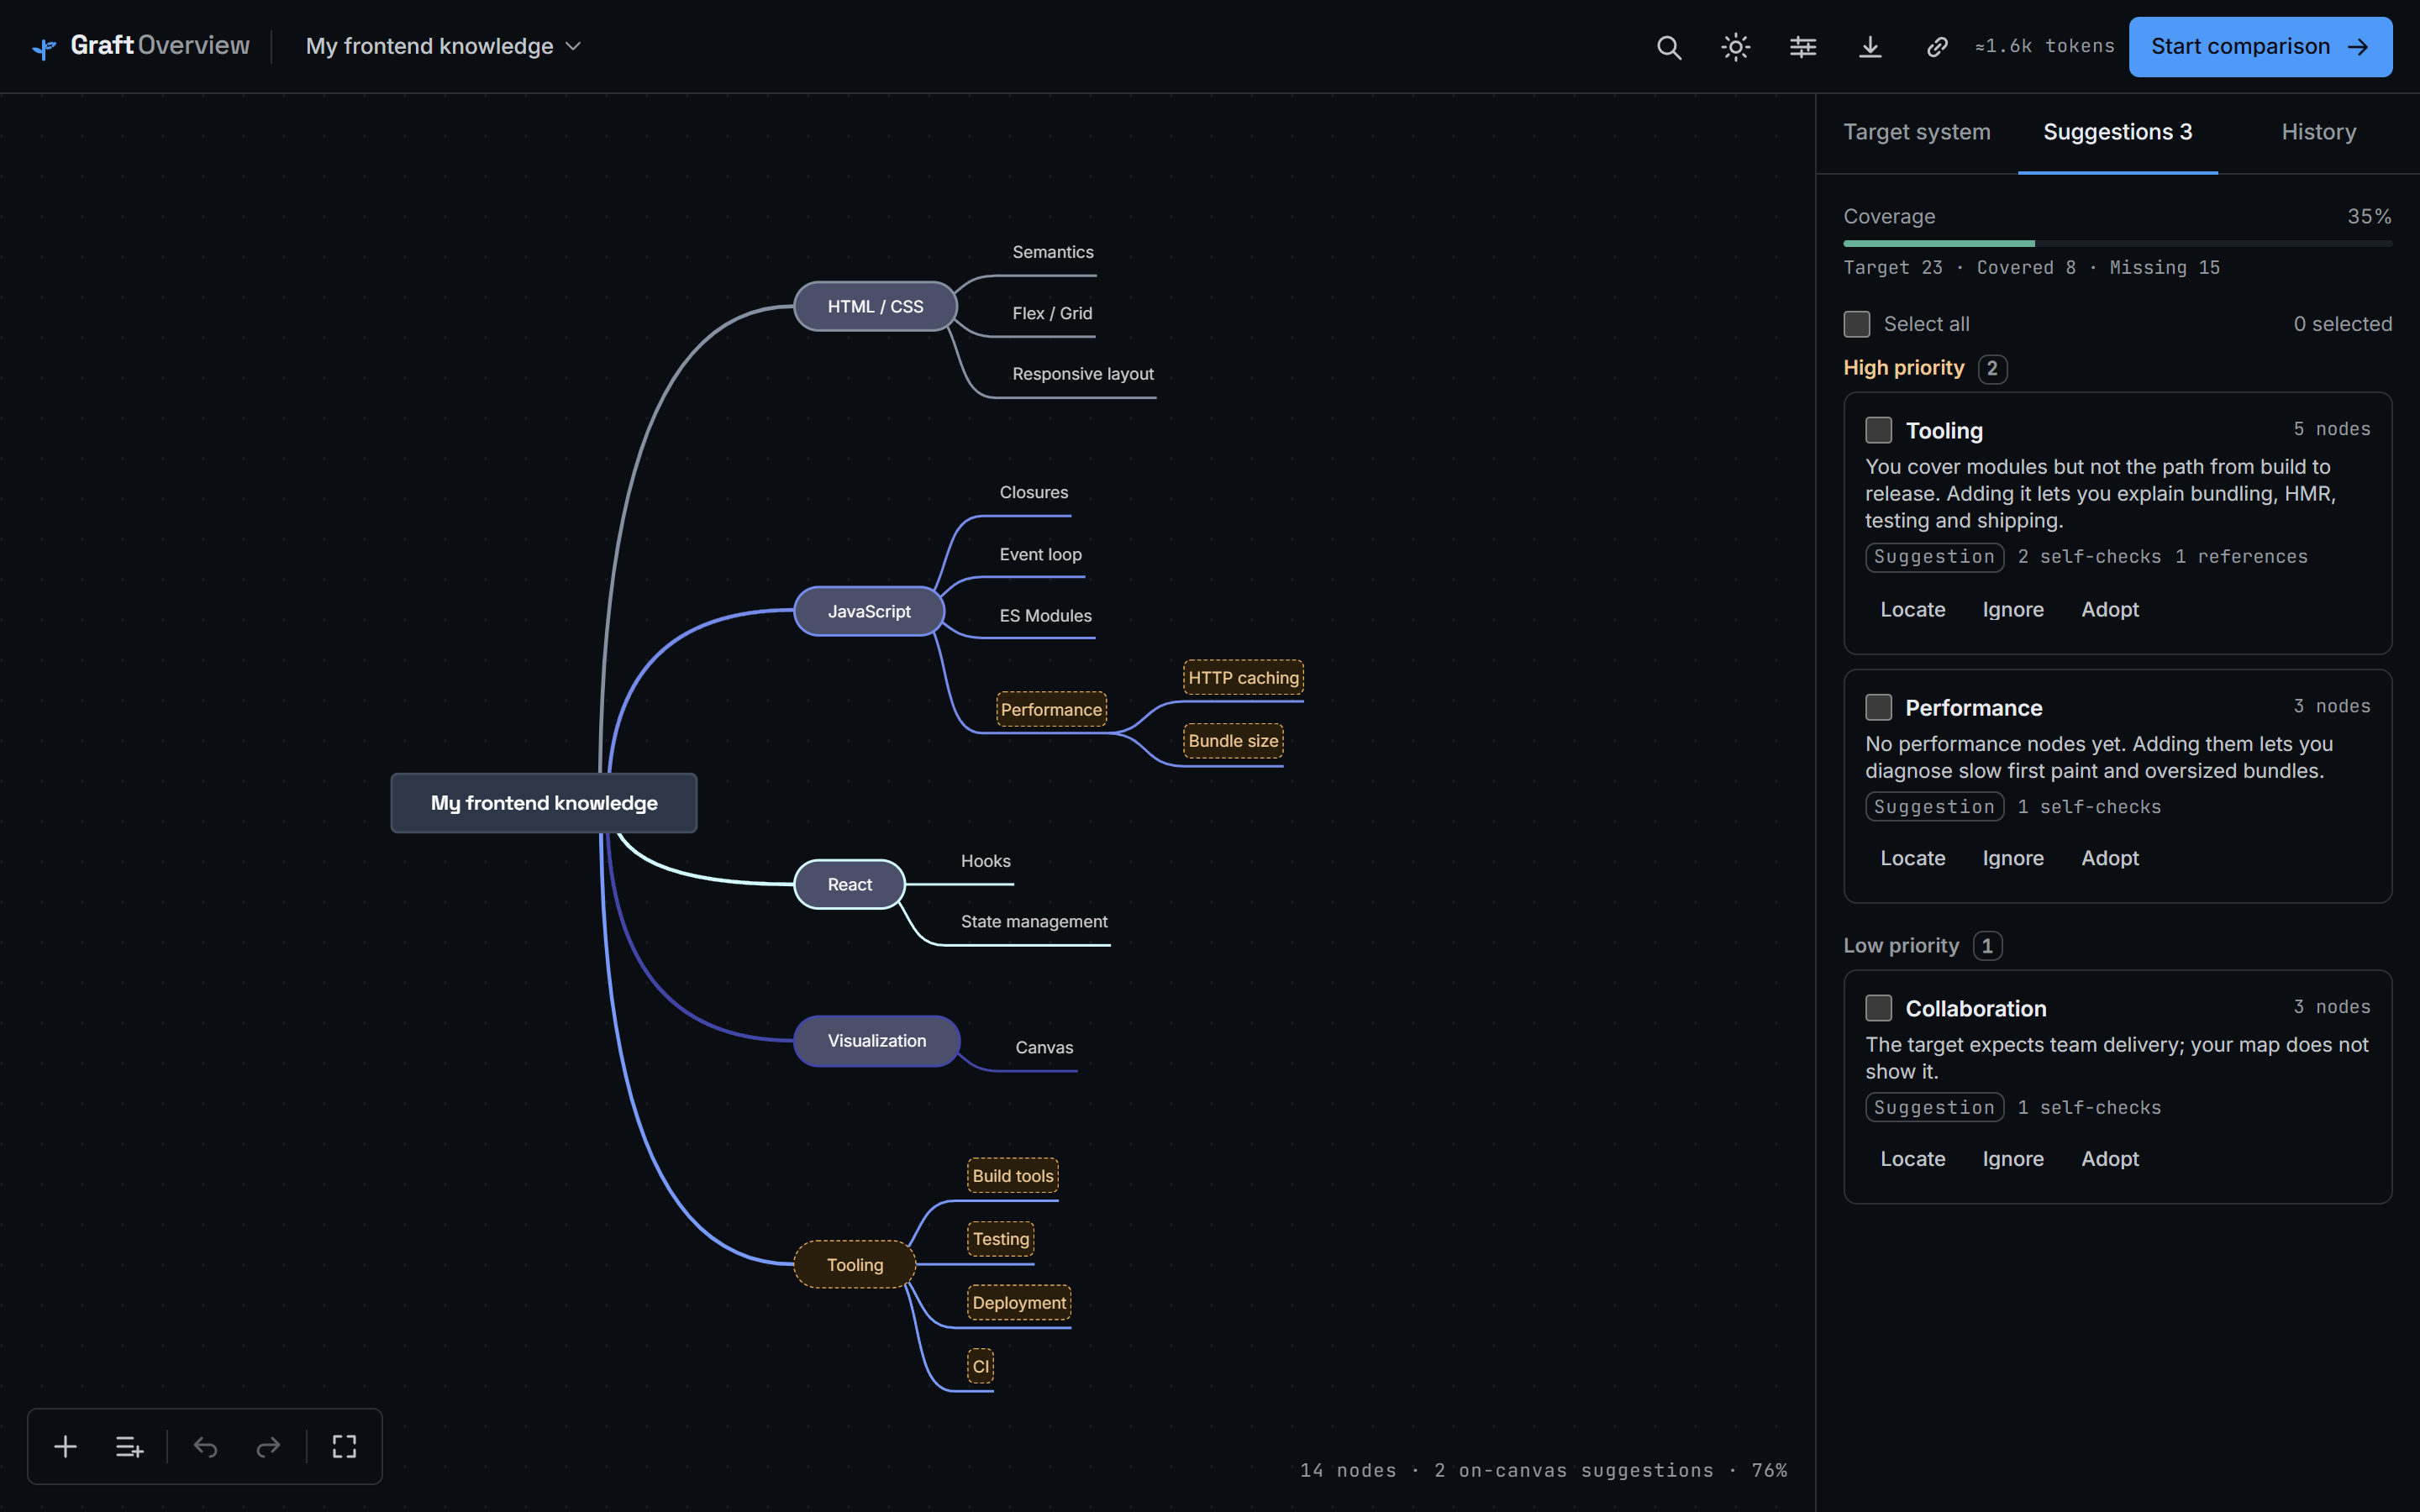 Graft Overview
My frontend knowledge
≈1.6k tokens
Start comparison
Semantics
HTML / CSS
Flex / Grid
Responsive layout
Closures
Event loop
JavaScript
ES Modules
HTTP caching
Performance
Bundle size
My frontend knowledge
Hooks
React
State management
Visualization
Canvas
Build tools
Testing
Tooling
Deployment
CI
14 nodes · 2 on-canvas suggestions · 76%
Target system
Suggestions 3
History
Coverage 35%
Target 23 · Covered 8 · Missing 15
Select all 0 selected
High priority 2
Tooling 5 nodes
You cover modules but not the path from build to
release. Adding it lets you explain bundling, HMR,
testing and shipping.
Suggestion 2 self-checks 1 references
Locate Ignore Adopt
Performance 3 nodes
No performance nodes yet. Adding them lets you
diagnose slow first paint and oversized bundles.
Suggestion 1 self-checks
Locate Ignore Adopt
Low priority 1
Collaboration 3 nodes
The target expects team delivery; your map does not
show it.
Suggestion 1 self-checks
Locate Ignore Adopt